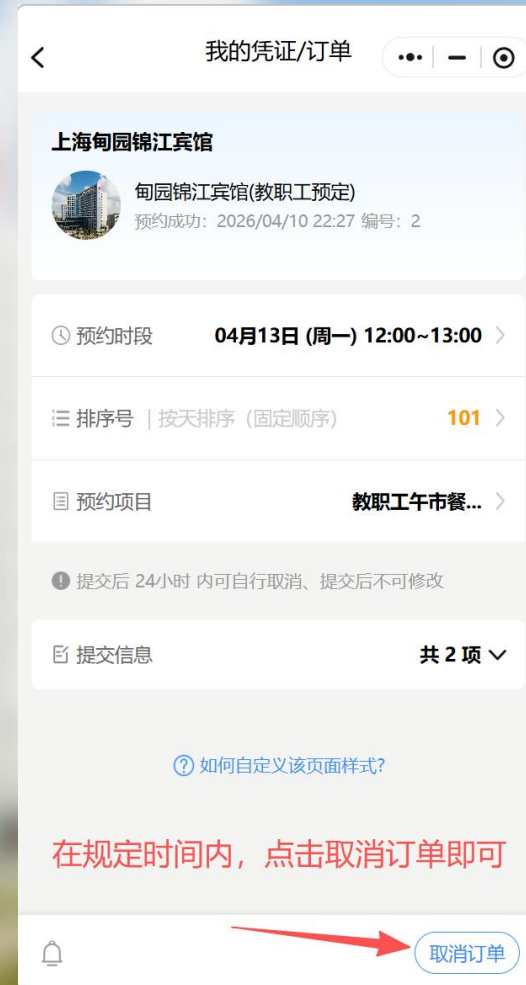 我的凭证/订单
上海甸园锦江宾馆
甸园锦江宾馆(教职工预定)
预约成功：2026/04/10 22:27 编号：2
预约时段 04月13日 (周一) 12:00~13:00
排序号 | 按天排序（固定顺序） 101
预约项目 教职工午市餐...
提交后 24小时 内可自行取消、提交后不可修改
提交信息 共 2 项
如何自定义该页面样式?
在规定时间内，点击取消订单即可
取消订单